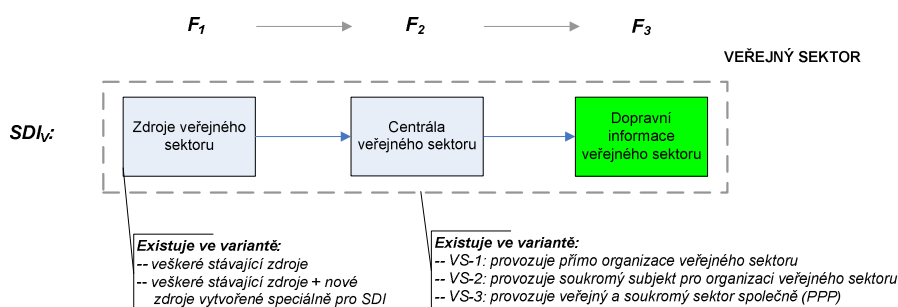 F1 F2 F3
VEŘEJNÝ SEKTOR
SDIV:
Zdroje veřejného
sektoru
Centrála
veřejného sektoru
Dopravní
informace
veřejného sektoru
Existuje ve variantě:
-- veškeré stávající zdroje
-- veškeré stávající zdroje + nové
zdroje vytvořené speciálně pro SDI
Existuje ve variantě:
-- VS-1: provozuje přímo organizace veřejného sektoru
-- VS-2: provozuje soukromý subjekt pro organizaci veřejného sektoru
-- VS-3: provozuje veřejný a soukromý sektor společně (PPP)